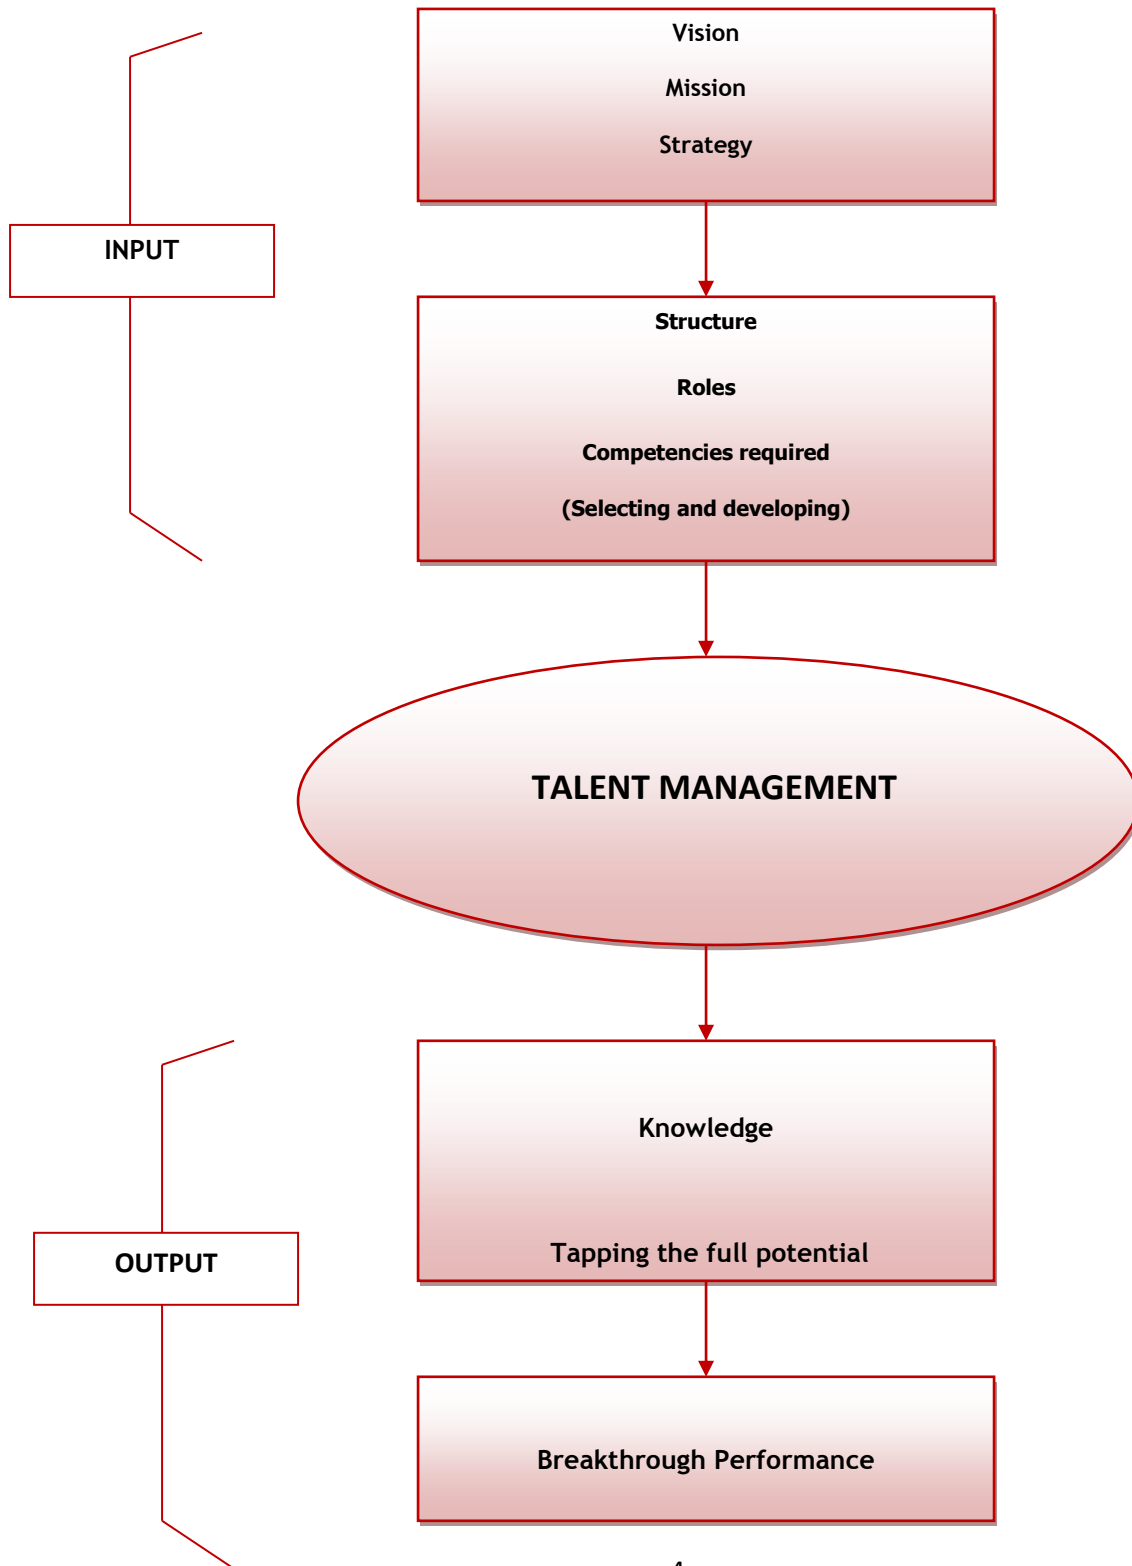 Vision
Mission
Strategy
INPUT
Structure
Roles
Competencies required
(Selecting and developing)
TALENT MANAGEMENT
Knowledge
Tapping the full potential
OUTPUT
Breakthrough Performance